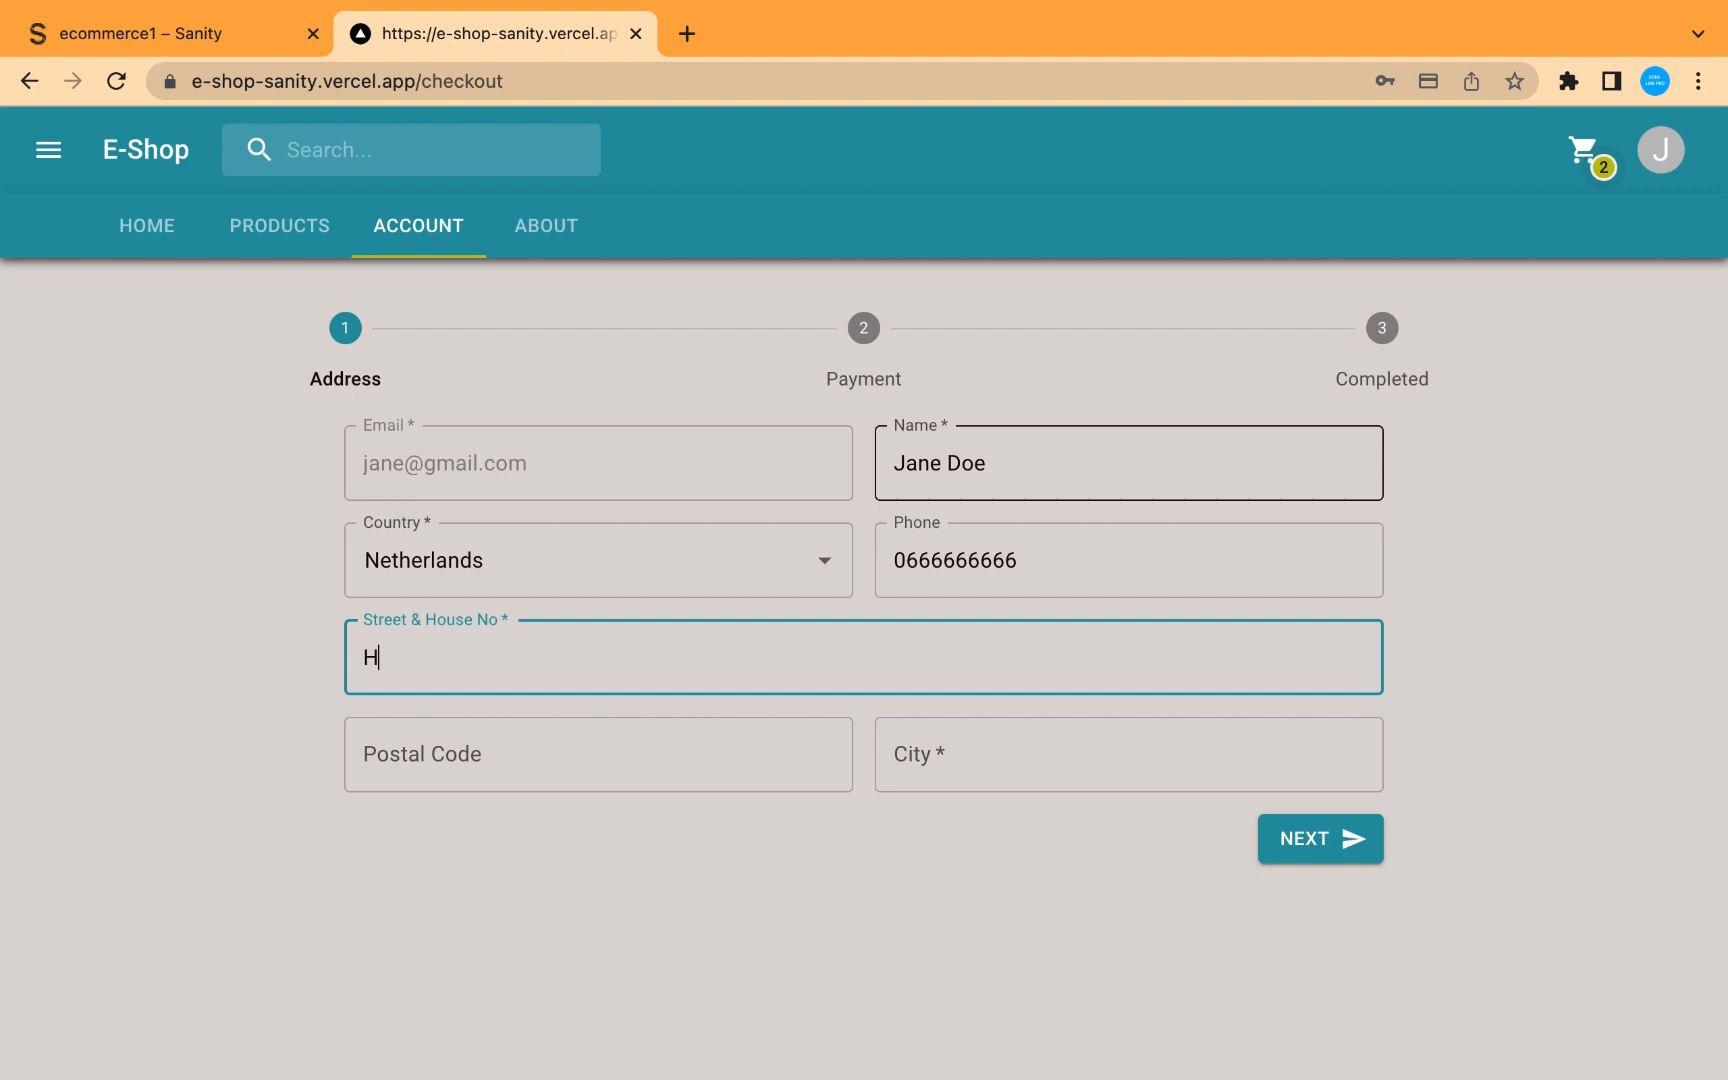 ecommerce1 – Sanity
https://e-shop-sanity.vercel.ap
e-shop-sanity.vercel.app/checkout
E-Shop
Search...
2
J
HOME
PRODUCTS
ACCOUNT
ABOUT
1
2
3
Address
Payment
Completed
Email *
jane@gmail.com
Name *
Jane Doe
Country *
Netherlands
Phone
0666666666
Street & House No *
H
Postal Code
City *
NEXT